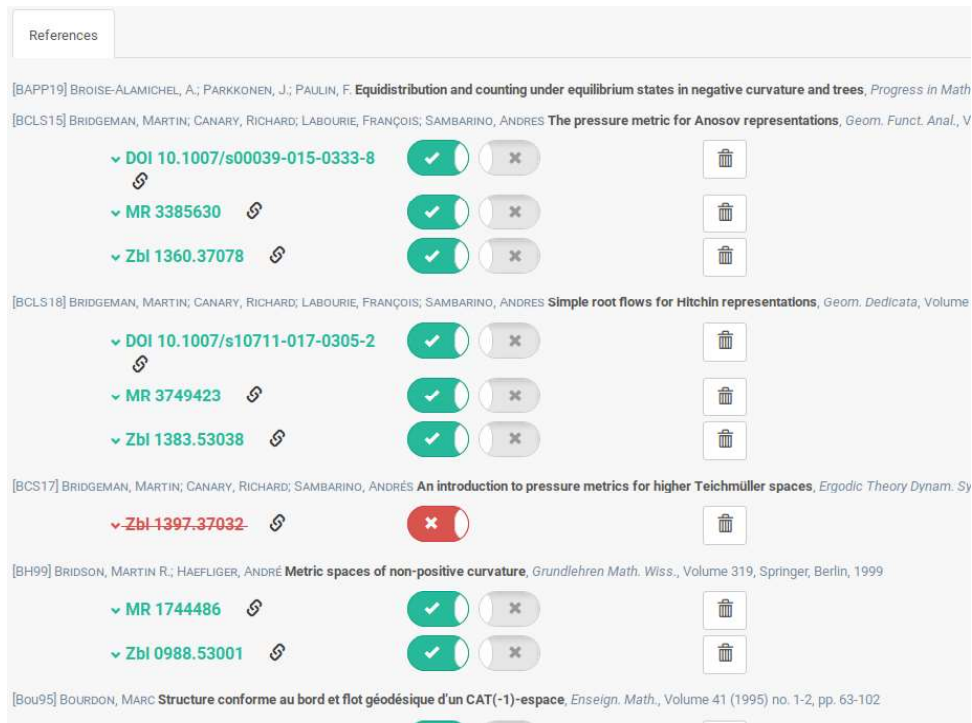 References
[BAPP19] BROISE-ALAMICHEL, A.; PARKKONEN, J.; PAULIN, F. Equidistribution and counting under equilibrium states in negative curvature and trees, Progress in Math
[BCLS15] BRIDGEMAN, MARTIN; CANARY, RICHARD; LABOURIE, FRANÇOIS; SAMBARINO, ANDRES The pressure metric for Anosov representations, Geom. Funct. Anal., V
DOI 10.1007/s00039-015-0333-8
MR 3385630
Zbl 1360.37078
[BCLS18] BRIDGEMAN, MARTIN; CANARY, RICHARD; LABOURIE, FRANÇOIS; SAMBARINO, ANDRES Simple root flows for Hitchin representations, Geom. Dedicata, Volume
DOI 10.1007/s10711-017-0305-2
MR 3749423
Zbl 1383.53038
[BCS17] BRIDGEMAN, MARTIN; CANARY, RICHARD; SAMBARINO, ANDRÉS An introduction to pressure metrics for higher Teichmüller spaces, Ergodic Theory Dynam. Sy
Zbl 1397.37032
[BH99] BRIDSON, MARTIN R.; HAEFLIGER, ANDRÉ Metric spaces of non-positive curvature, Grundlehren Math. Wiss., Volume 319, Springer, Berlin, 1999
MR 1744486
Zbl 0988.53001
[Bou95] BOURDON, MARC Structure conforme au bord et flot géodésique d'un CAT(-1)-espace, Enseign. Math., Volume 41 (1995) no. 1-2, pp. 63-102